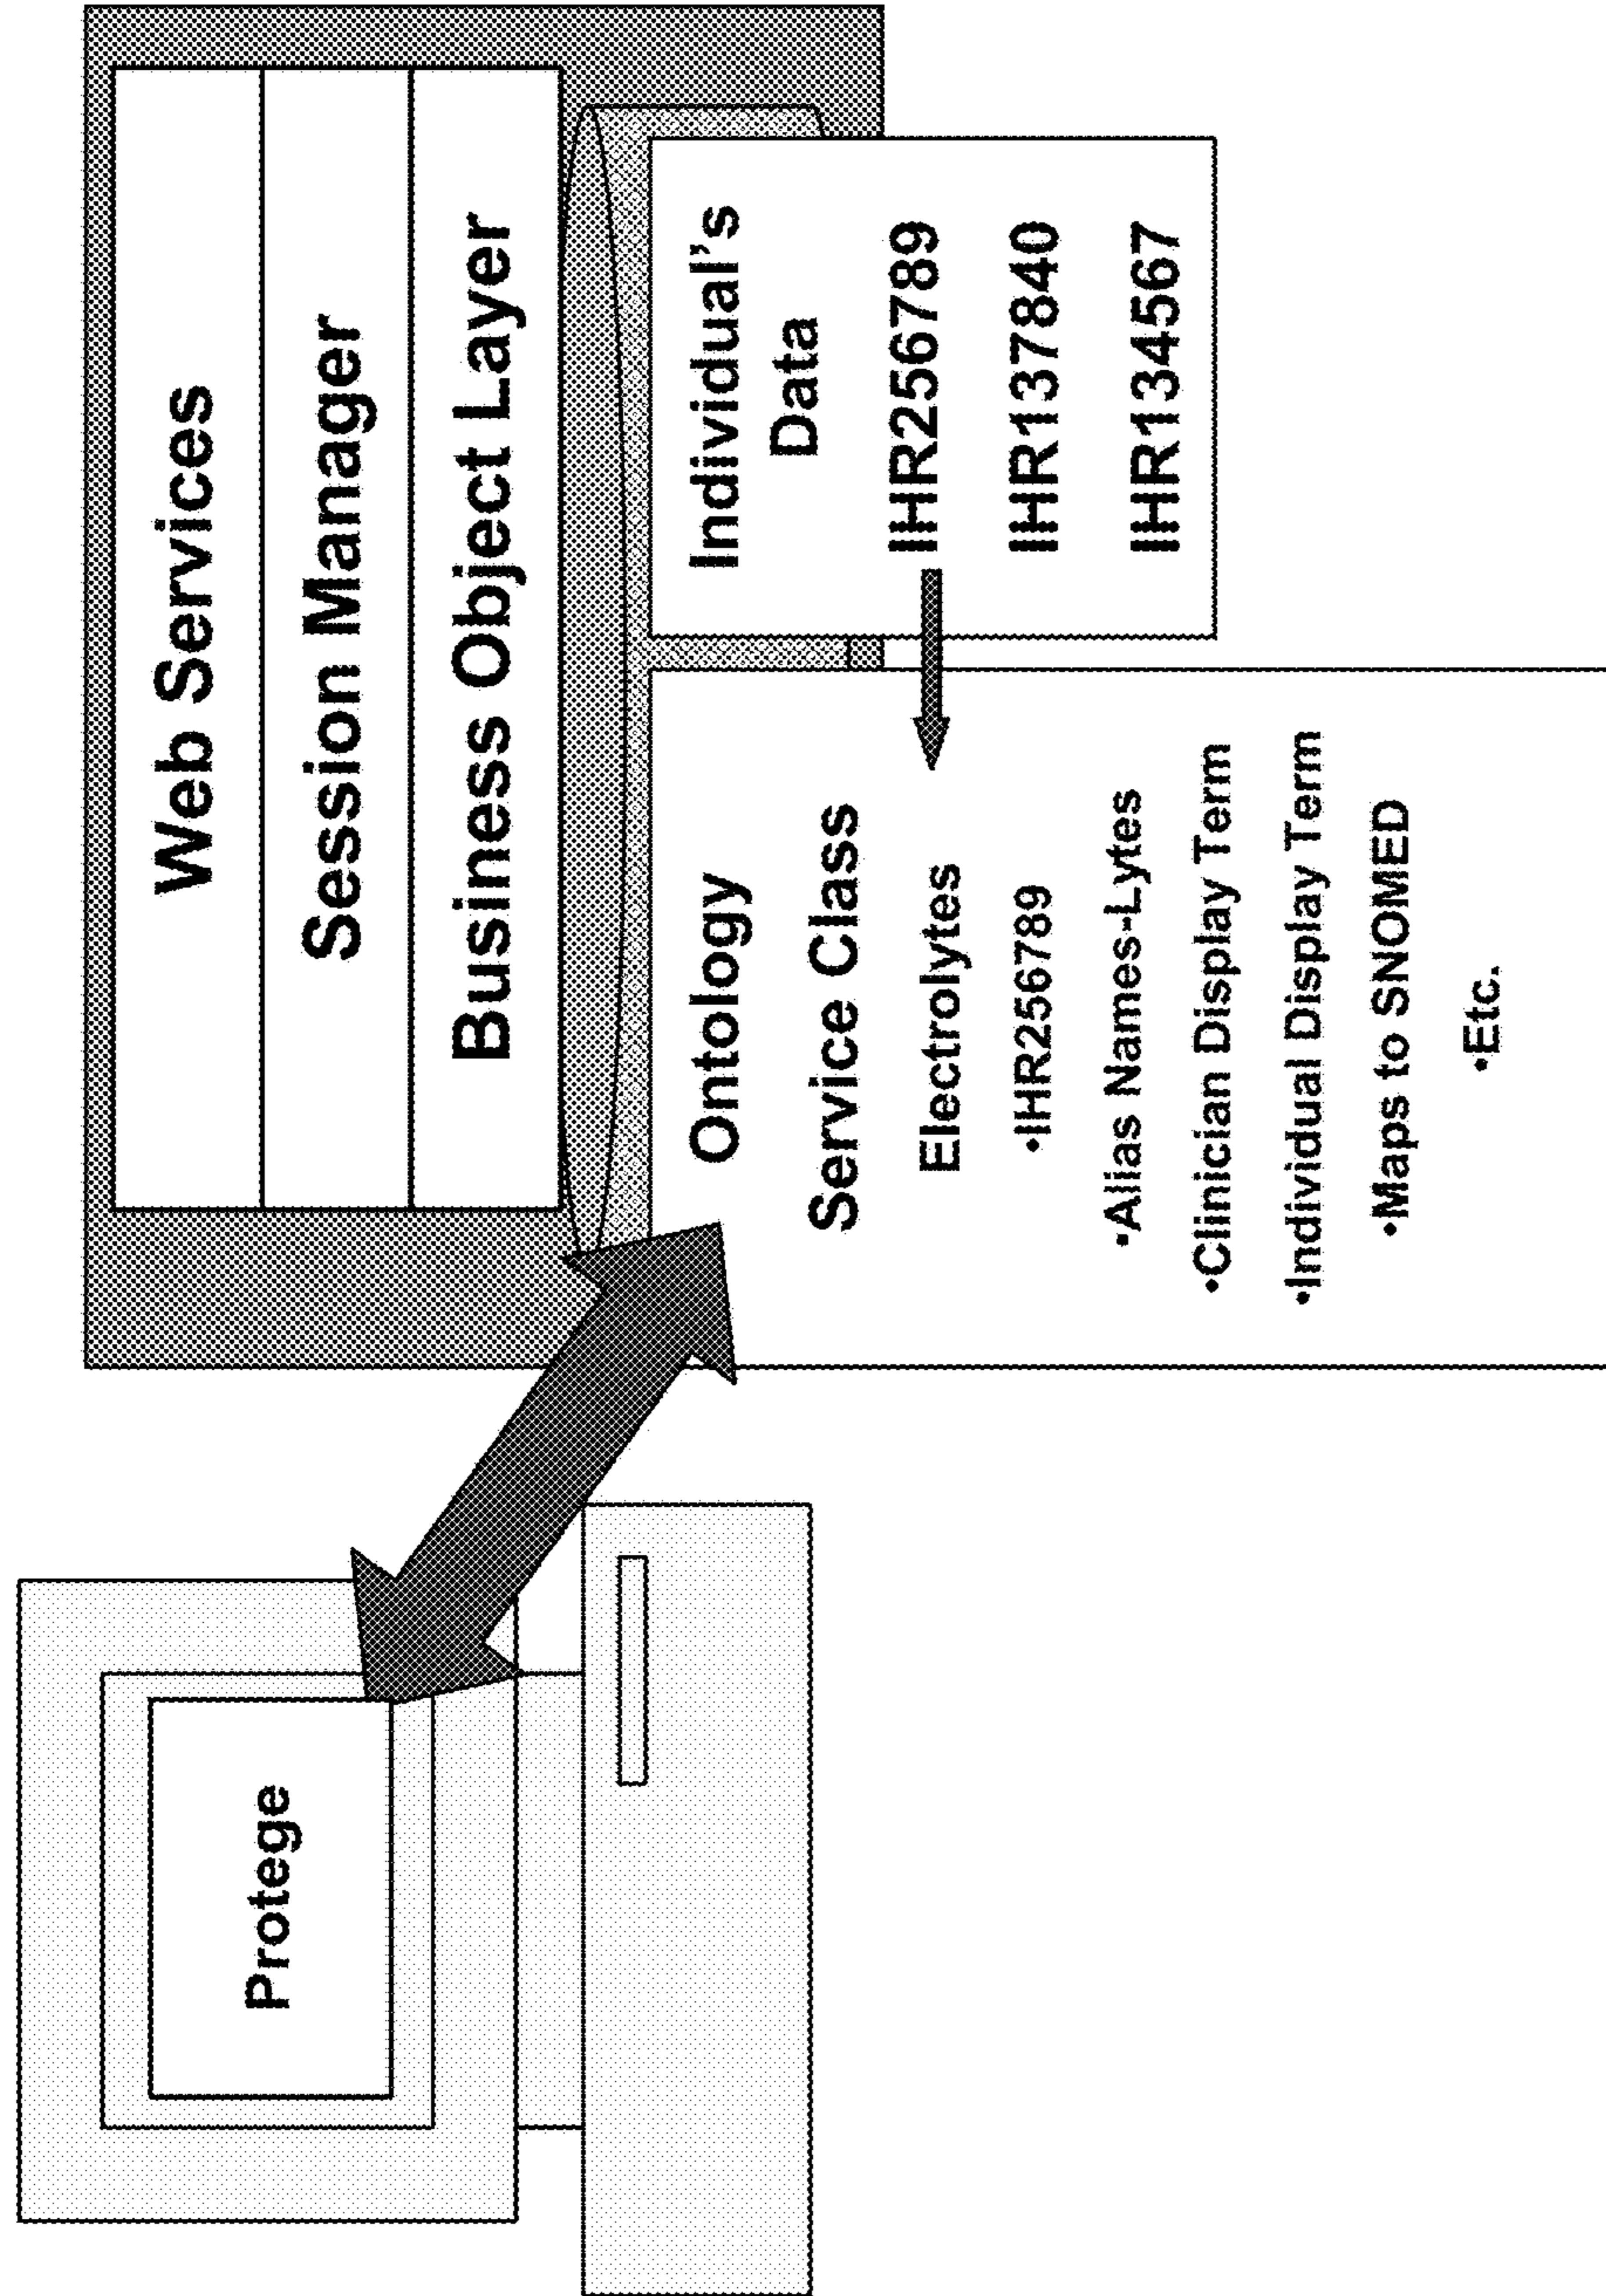 Protege
Web Services
Session Manager
Business Object Layer
Ontology
Service Class
Electrolytes
•IHR256789
•Alias Names-Lytes
•Clinician Display Term
•Individual Display Term
•Maps to SNOMED
•Etc.
Individual's
Data
IHR256789
IHR137840
IHR134567